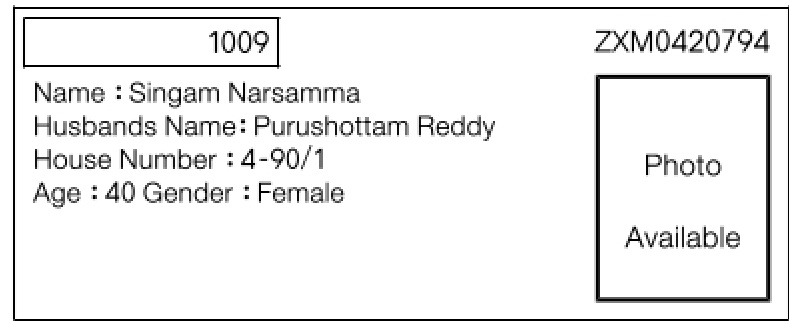 1009
ZXM0420794
Name : Singam Narsamma
Husbands Name: Purushottam Reddy
House Number : 4-90/1
Age : 40 Gender : Female
Photo
Available